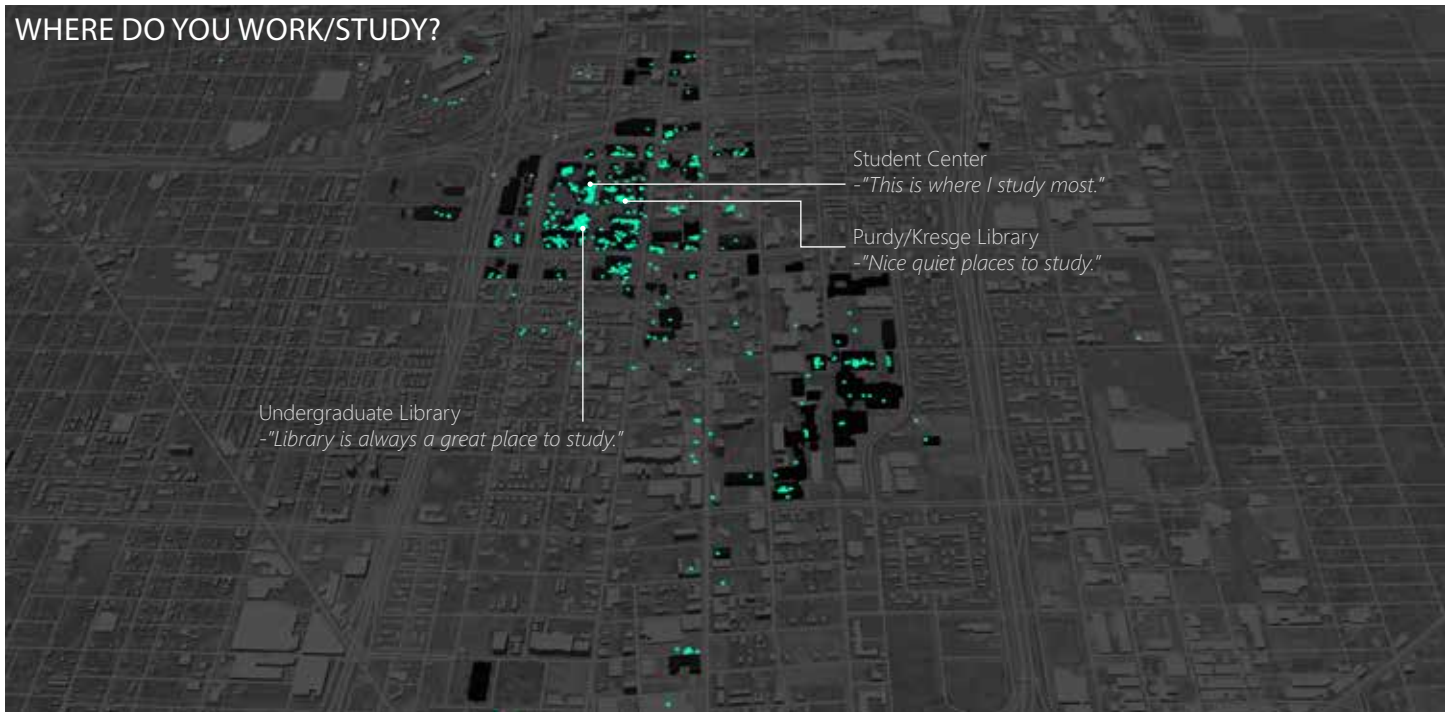 WHERE DO YOU WORK/STUDY?
Student Center
-"This is where I study most."
Purdy/Kresge Library
-"Nice quiet places to study."
Undergraduate Library
-"Library is always a great place to study."